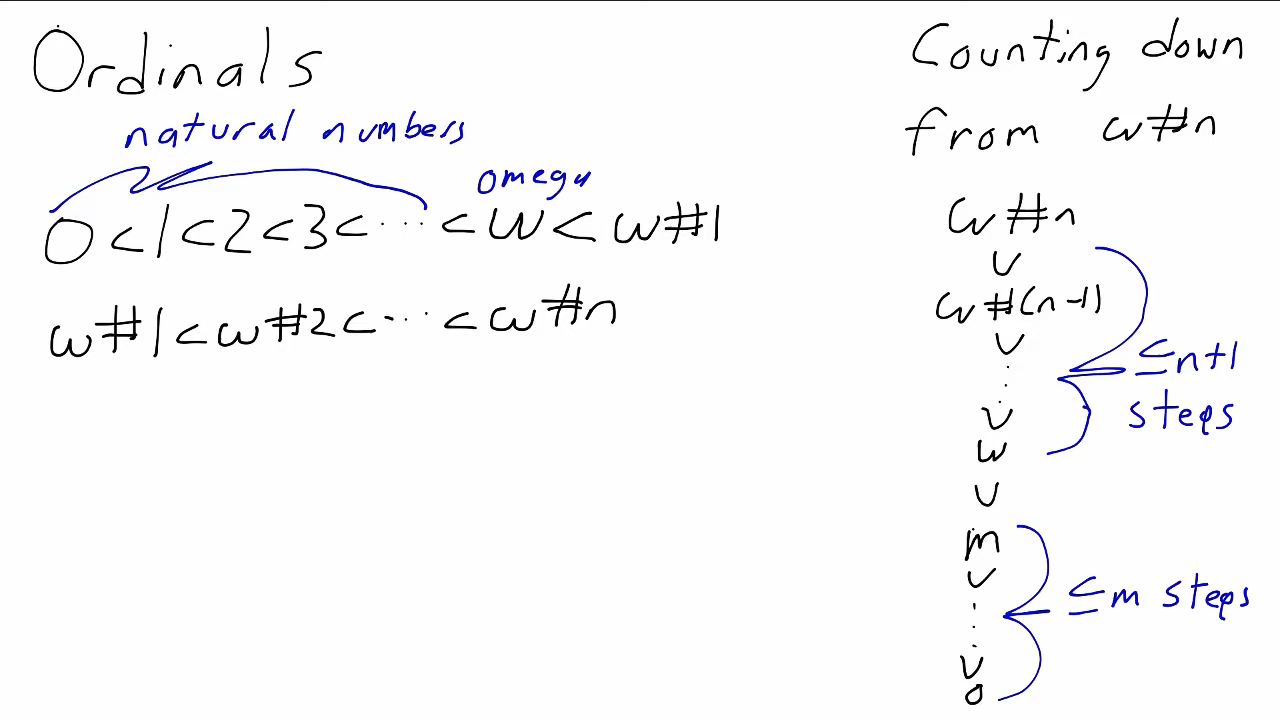 Ordinals
natural numbers
omega
0 < 1 < 2 < 3 < ... < w < w#1
w#1 < w#2 < ... < w#n
Counting down
from w#n
w#n
v
w#(n-1)
v
⋮
v
w
v
m
v
⋮
v
0
≤n+1
steps
≤m steps